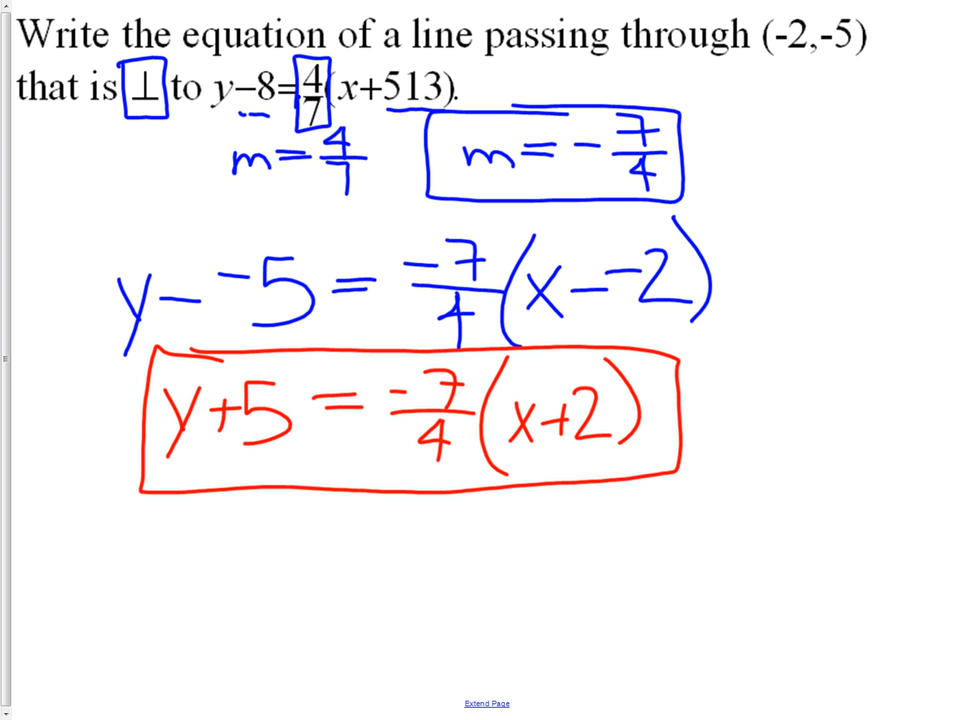 Write the equation of a line passing through (-2,-5)
that is ⊥ to y−8=4/7(x+513).
m = 4/7 m = -7/4
y - -5 = -7/4 (x - -2)
y+5 = -7/4 (x+2)
Extend Page